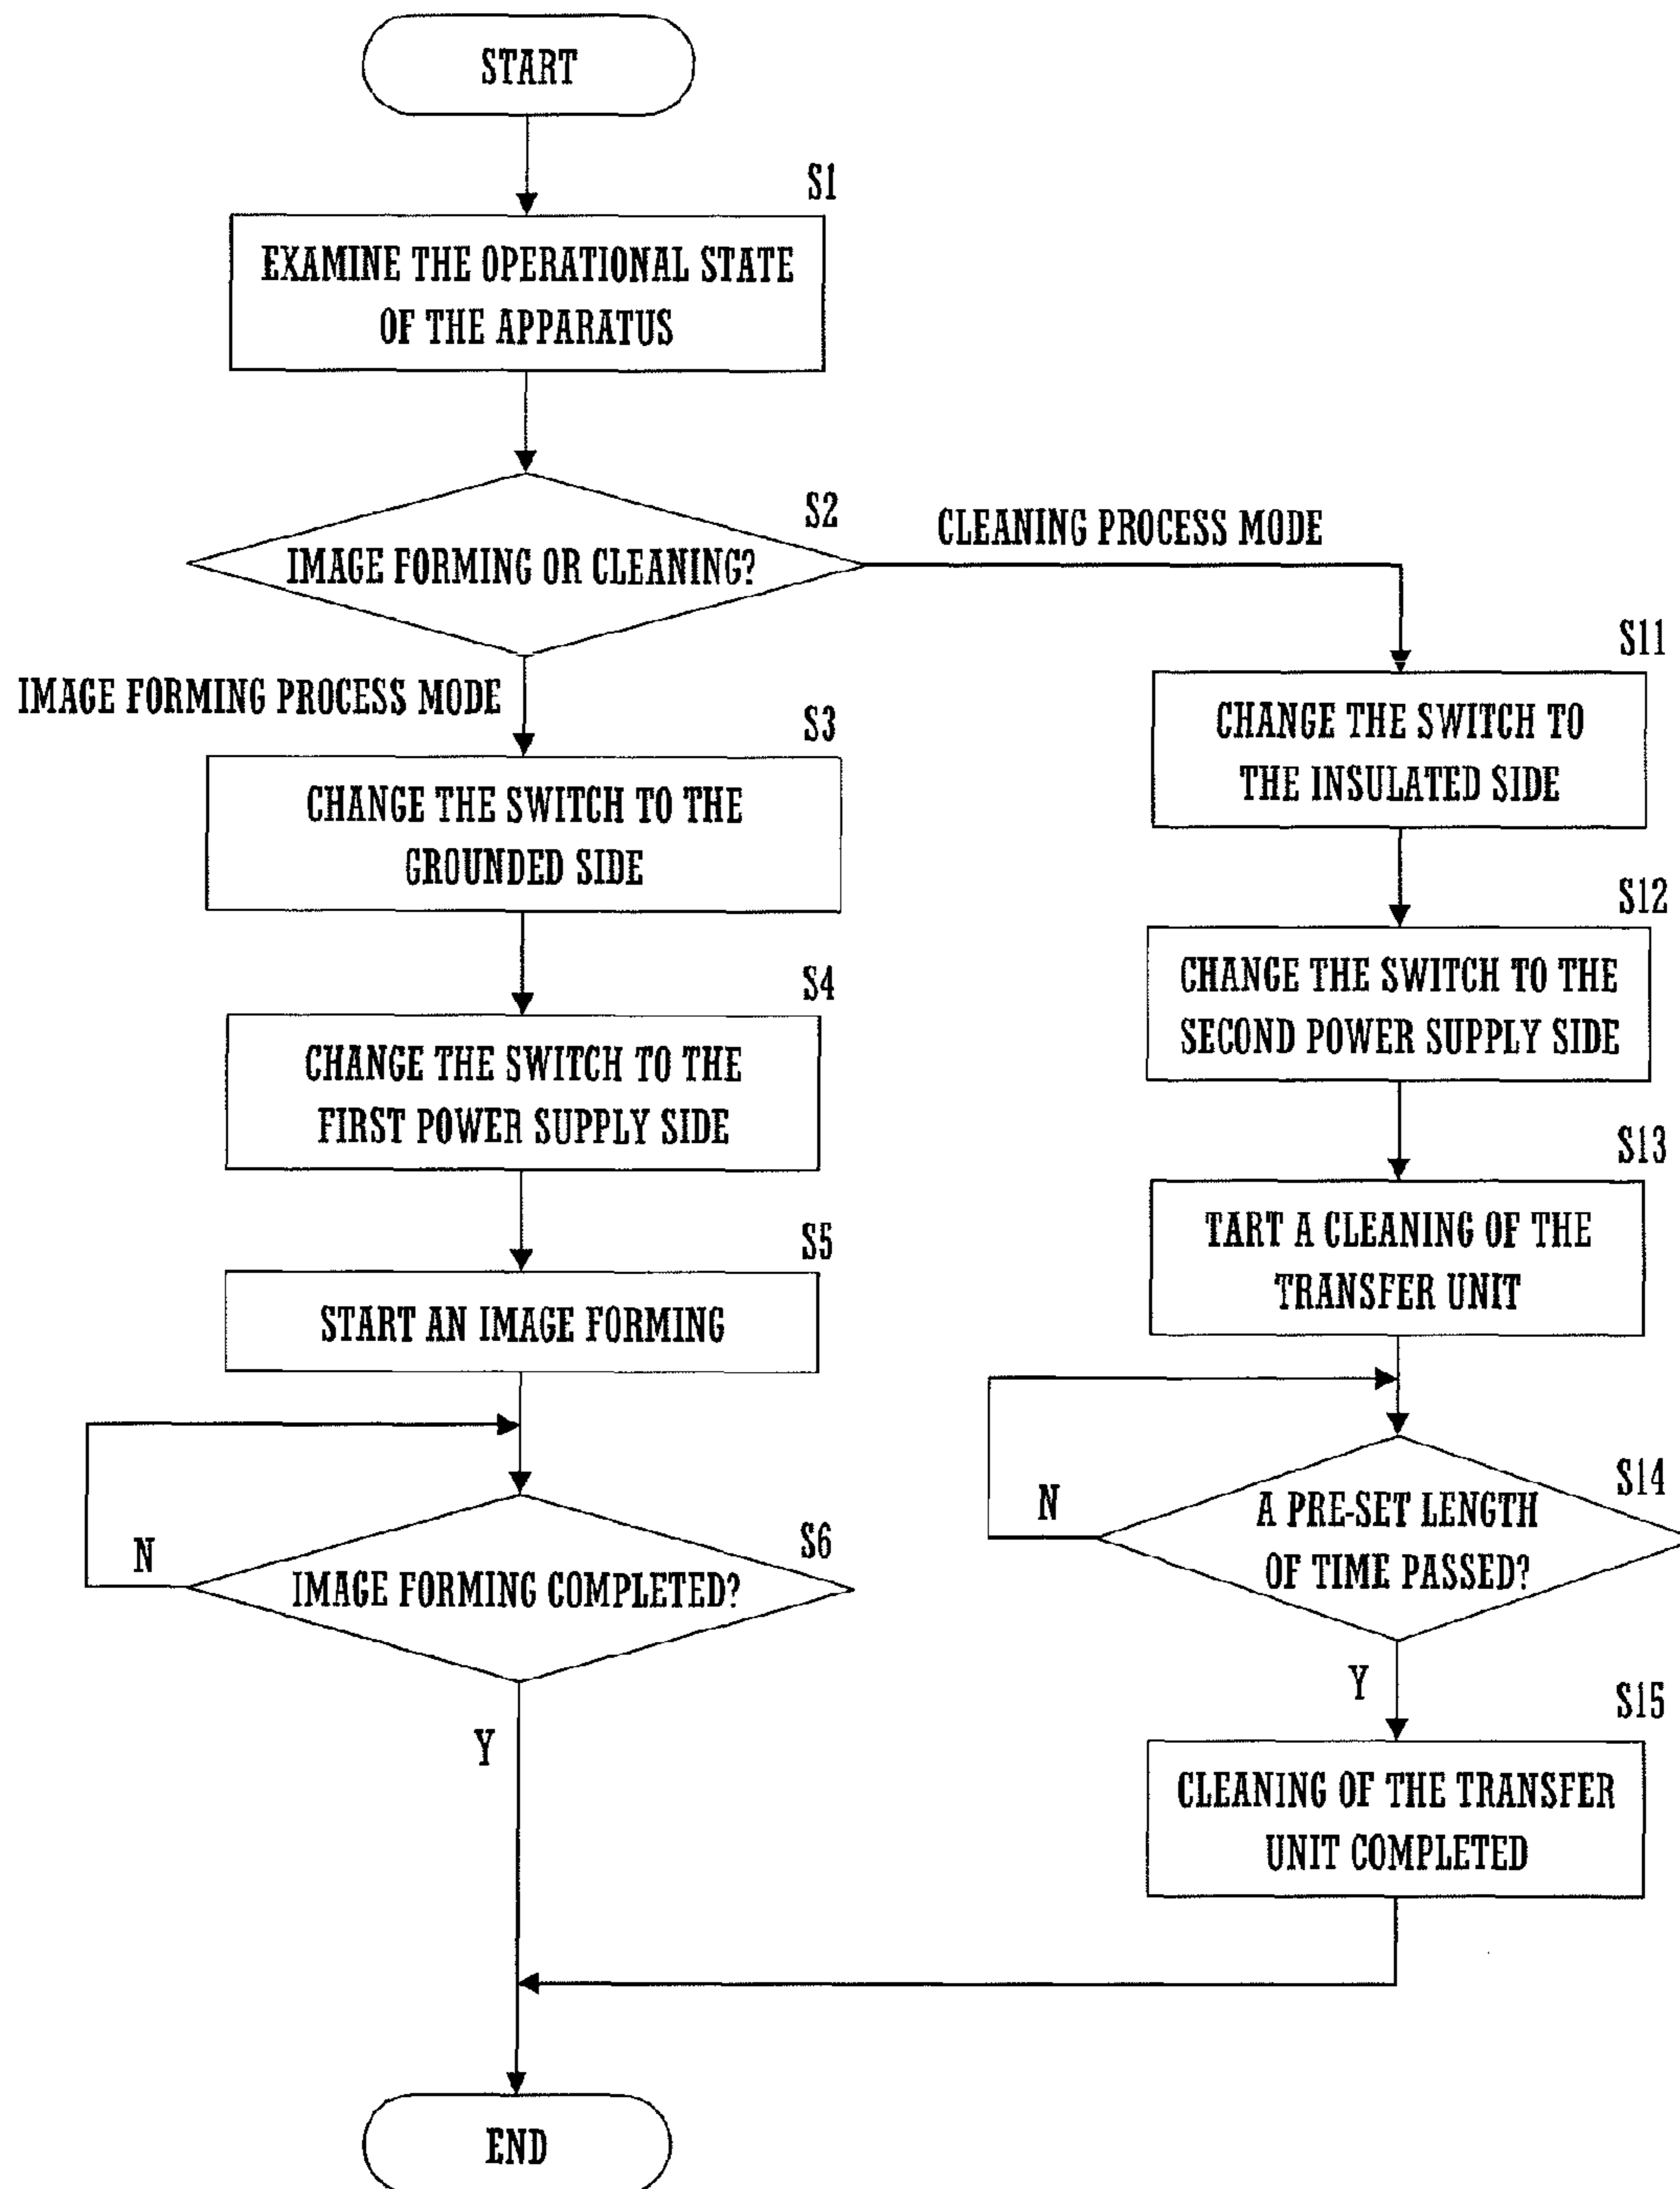 START
S1
EXAMINE THE OPERATIONAL STATE
OF THE APPARATUS
S2
IMAGE FORMING OR CLEANING?
CLEANING PROCESS MODE
IMAGE FORMING PROCESS MODE
S3
CHANGE THE SWITCH TO THE
GROUNDED SIDE
S4
CHANGE THE SWITCH TO THE
FIRST POWER SUPPLY SIDE
S5
START AN IMAGE FORMING
S6
IMAGE FORMING COMPLETED?
N
Y
S11
CHANGE THE SWITCH TO
THE INSULATED SIDE
S12
CHANGE THE SWITCH TO THE
SECOND POWER SUPPLY SIDE
S13
TART A CLEANING OF THE
TRANSFER UNIT
S14
A PRE-SET LENGTH
OF TIME PASSED?
N
Y
S15
CLEANING OF THE TRANSFER
UNIT COMPLETED
END